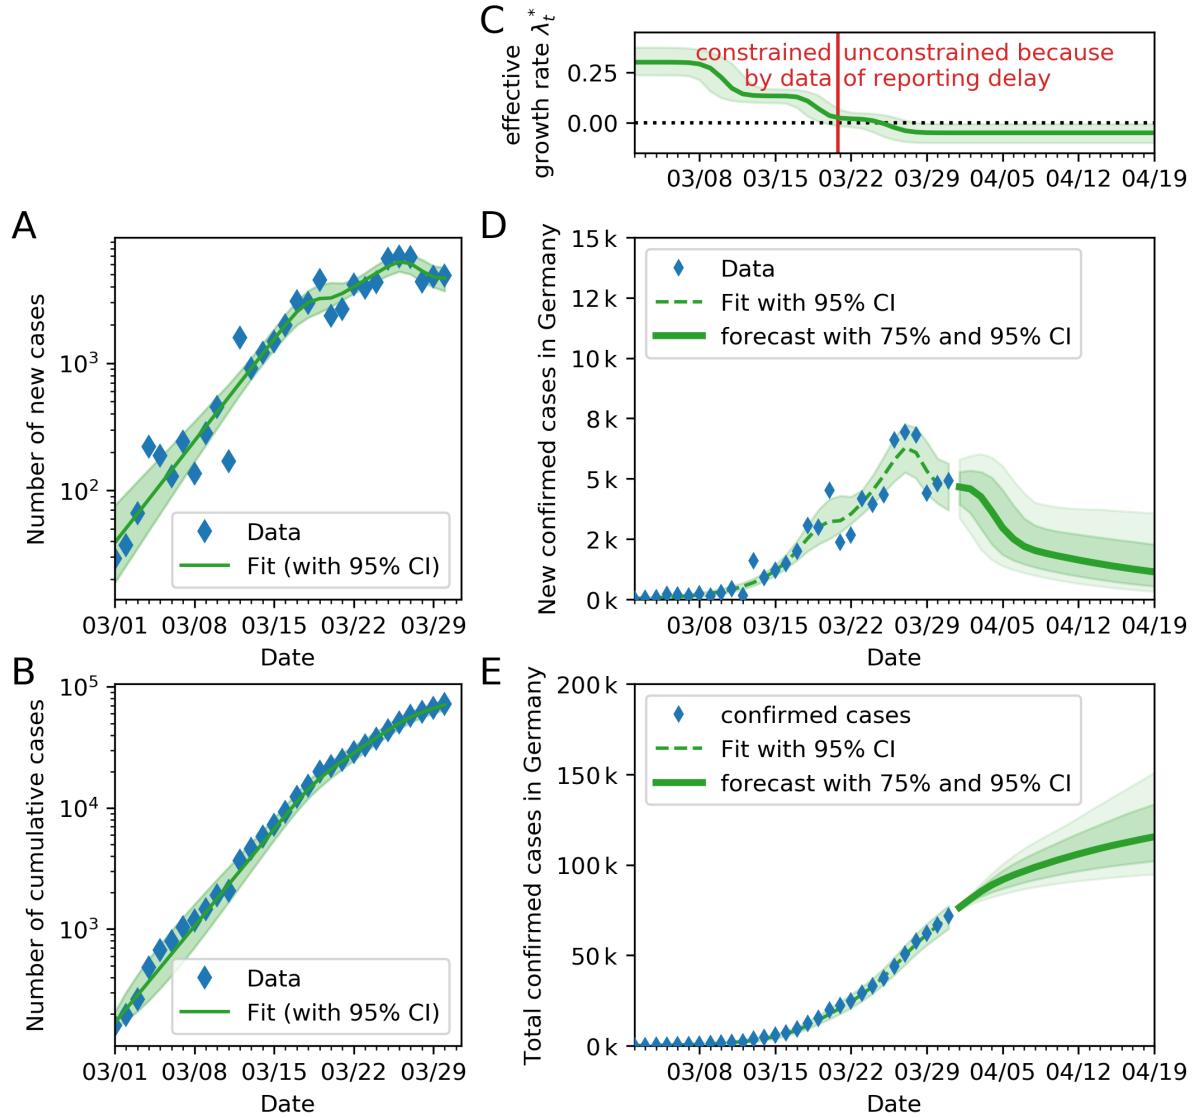 C
effective
growth rate λt*
0.25
0.00
constrained
by data
unconstrained because
of reporting delay
03/08 03/15 03/22 03/29 04/05 04/12 04/19
A
Number of new cases
10³
10²
Data
Fit (with 95% CI)
03/01 03/08 03/15 03/22 03/29
Date
D
New confirmed cases in Germany
15 k
12 k
10 k
8 k
5 k
2 k
0 k
Data
Fit with 95% CI
forecast with 75% and 95% CI
03/08 03/15 03/22 03/29 04/05 04/12 04/19
Date
B
Number of cumulative cases
10⁵
10⁴
10³
Data
Fit (with 95% CI)
03/01 03/08 03/15 03/22 03/29
Date
E
Total confirmed cases in Germany
200 k
150 k
100 k
50 k
0 k
confirmed cases
Fit with 95% CI
forecast with 75% and 95% CI
03/08 03/15 03/22 03/29 04/05 04/12 04/19
Date